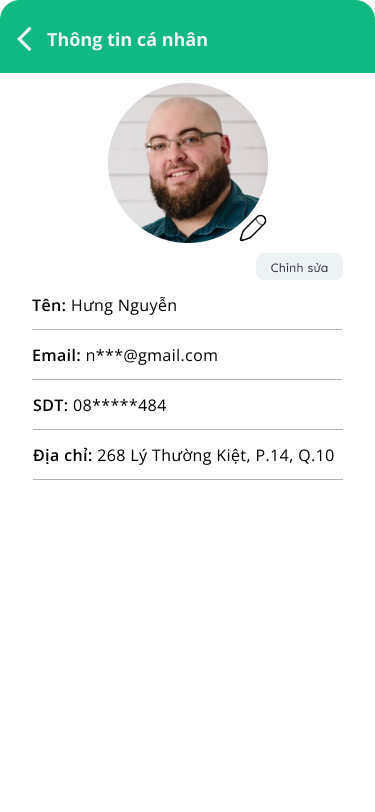 Thông tin cá nhân
Chỉnh sửa
Tên: Hưng Nguyễn
Email: n***@gmail.com
SDT: 08*****484
Địa chỉ: 268 Lý Thường Kiệt, P.14, Q.10